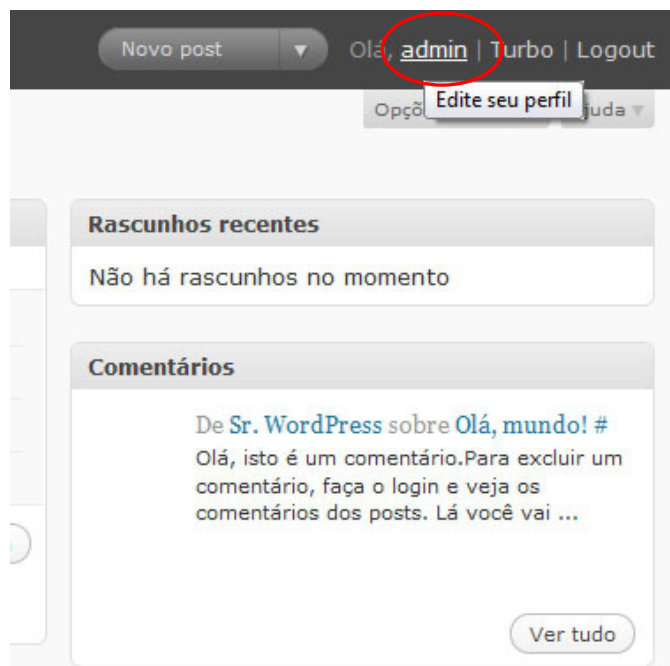 Novo post
Olá, admin | Turbo | Logout
Edite seu perfil
Opçõ
juda
Rascunhos recentes
Não há rascunhos no momento
Comentários
De Sr. WordPress sobre Olá, mundo! #
Olá, isto é um comentário.Para excluir um
comentário, faça o login e veja os
comentários dos posts. Lá você vai ...
Ver tudo